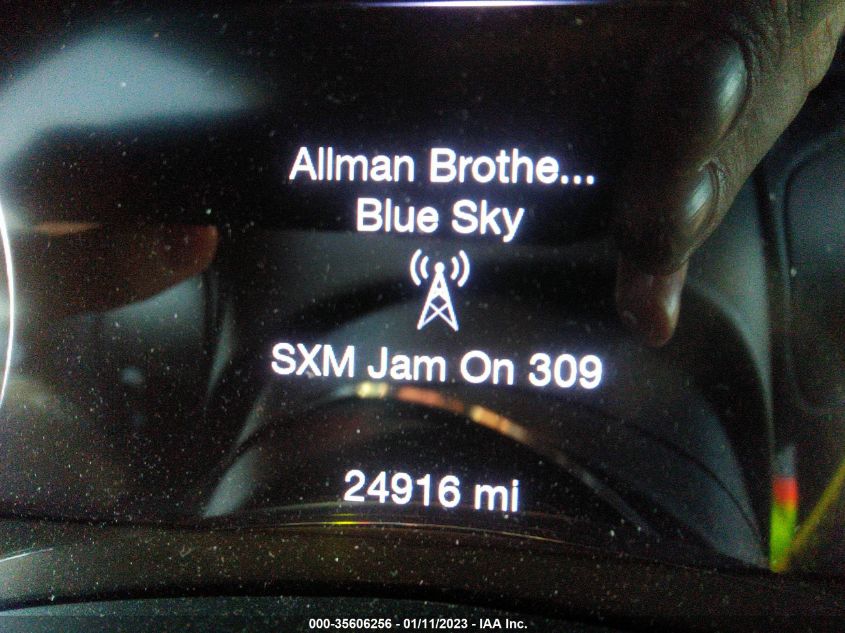 Allman Brothe...
Blue Sky
SXM Jam On 309
24916 mi
000-35606256 - 01/11/2023 - IAA Inc.